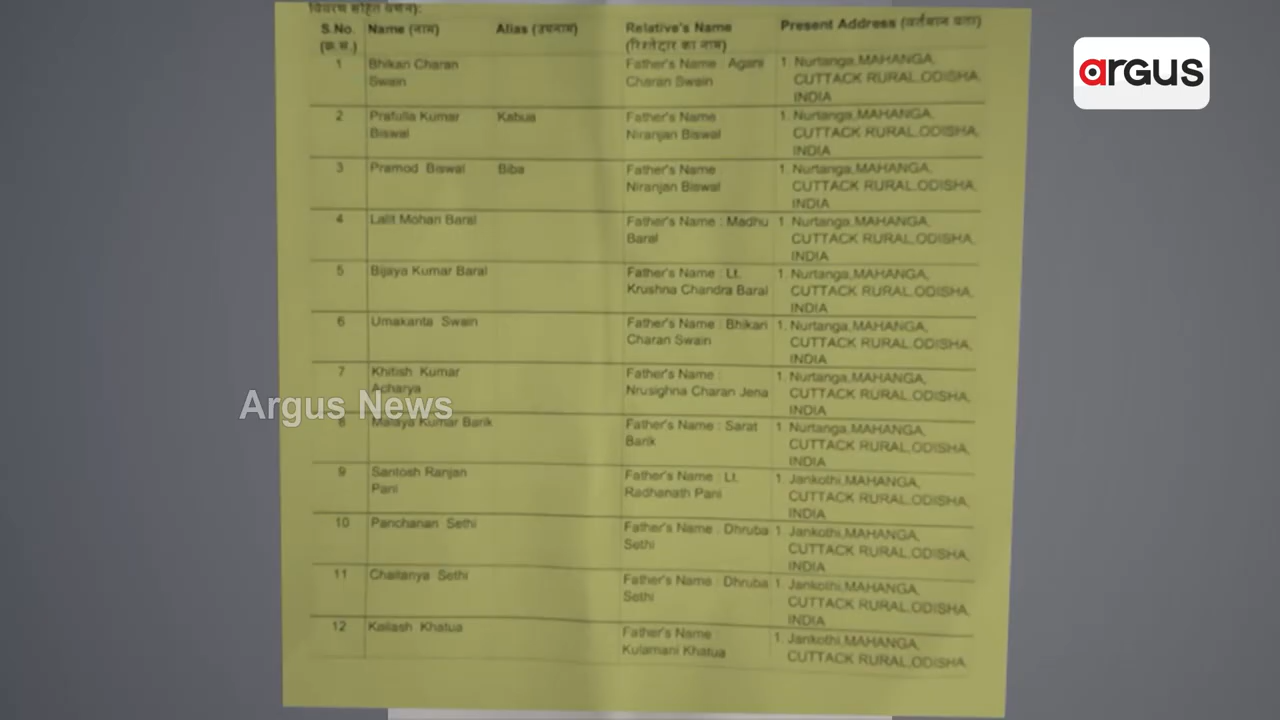 विवरण सहित वर्णन):
S.No. Name (नाम) Alias (उपनाम) Relative's Name Present Address (वर्तमान पता)
(क्र.सं.) (रिश्तेदार का नाम)
1 Bhikari Charan Father's Name : Agani 1. Nurtanga,MAHANGA,
Swain Charan Swain CUTTACK RURAL,ODISHA,
INDIA
2 Prafulla Kumar Kabua Father's Name 1. Nurtanga,MAHANGA,
Biswal Niranjan Biswal CUTTACK RURAL,ODISHA,
INDIA
3 Pramod Biswal Biba Father's Name 1. Nurtanga,MAHANGA,
Niranjan Biswal CUTTACK RURAL,ODISHA,
INDIA
4 Lalit Mohan Baral Father's Name : Madhu 1 Nurtanga,MAHANGA,
Baral CUTTACK RURAL,ODISHA,
INDIA
5 Bijaya Kumar Baral Father's Name : Lt. 1. Nurtanga,MAHANGA,
Krushna Chandra Baral CUTTACK RURAL,ODISHA,
INDIA
6 Umakanta Swain Father's Name : Bhikari 1. Nurtanga,MAHANGA,
Charan Swain CUTTACK RURAL,ODISHA,
INDIA
7 Khitish Kumar Father's Name : 1. Nurtanga,MAHANGA,
Acharya Nrusighna Charan Jena CUTTACK RURAL,ODISHA,
INDIA
8 Malaya Kumar Barik Father's Name : Sarat 1. Nurtanga,MAHANGA,
Barik CUTTACK RURAL,ODISHA,
INDIA
9 Santosh Ranjan Father's Name : Lt. 1. Jankothi,MAHANGA,
Pani Radhanath Pani CUTTACK RURAL,ODISHA,
INDIA
10 Panchanan Sethi Father's Name : Dhruba 1. Jankothi,MAHANGA,
Sethi CUTTACK RURAL,ODISHA,
INDIA
11 Chaitanya Sethi Father's Name : Dhruba 1. Jankothi,MAHANGA,
Sethi CUTTACK RURAL,ODISHA,
INDIA
12 Kailash Khatua Father's Name : 1. Jankothi,MAHANGA,
Kulamani Khatua CUTTACK RURAL,ODISHA,
argus
Argus News